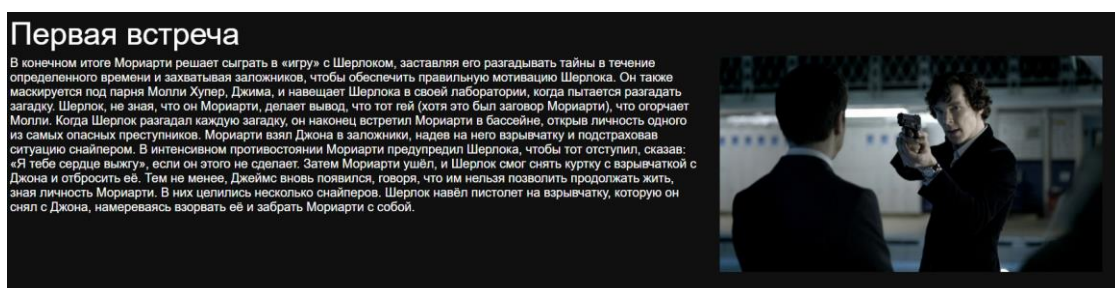 Первая встреча
В конечном итоге Мориарти решает сыграть в «игру» с Шерлоком, заставляя его разгадывать тайны в течение
определенного времени и захватывая заложников, чтобы обеспечить правильную мотивацию Шерлока. Он также
маскируется под парня Молли Хупер, Джима, и навещает Шерлока в своей лаборатории, когда пытается разгадать
загадку. Шерлок, не зная, что он Мориарти, делает вывод, что тот гей (хотя это был заговор Мориарти), что огорчает
Молли. Когда Шерлок разгадал каждую загадку, он наконец встретил Мориарти в бассейне, открыв личность одного
из самых опасных преступников. Мориарти взял Джона в заложники, надев на него взрывчатку и подстраховав
ситуацию снайпером. В интенсивном противостоянии Мориарти предупредил Шерлока, чтобы тот отступил, сказав:
«Я тебе сердце выжгу», если он этого не сделает. Затем Мориарти ушёл, и Шерлок смог снять куртку с взрывчаткой с
Джона и отбросить её. Тем не менее, Джеймс вновь появился, говоря, что им нельзя позволить продолжать жить,
зная личность Мориарти. В них целились несколько снайперов. Шерлок навёл пистолет на взрывчатку, которую он
снял с Джона, намереваясь взорвать её и забрать Мориарти с собой.